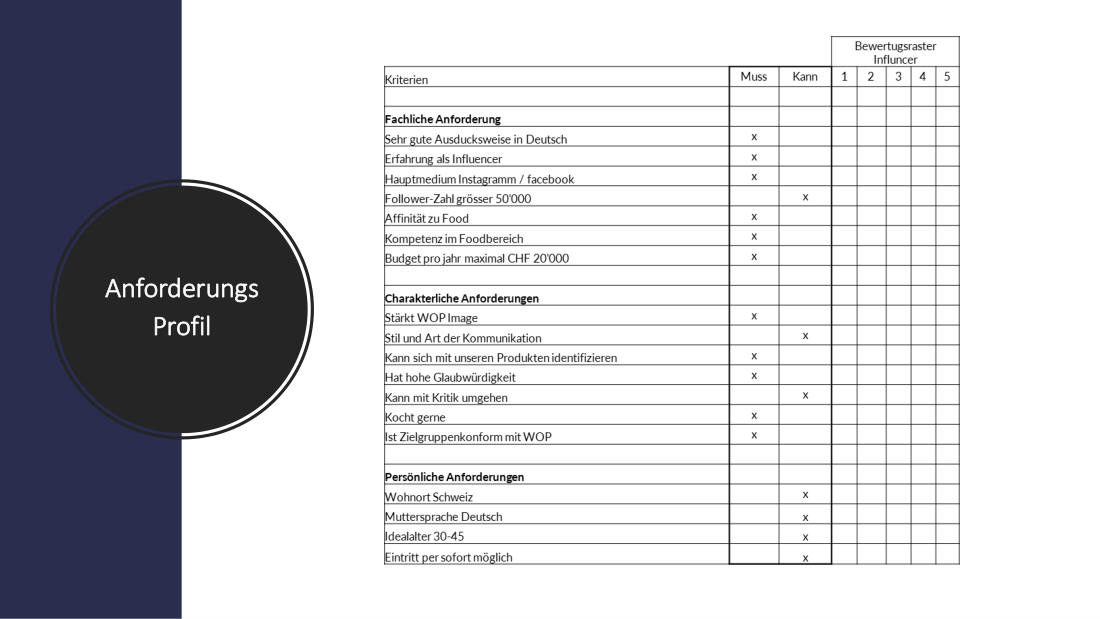 Anforderungs
Profil
Bewertugsraster
Influncer
Kriterien Muss Kann 1 2 3 4 5
Fachliche Anforderung
Sehr gute Ausducksweise in Deutsch x
Erfahrung als Influencer x
Hauptmedium Instagramm / facebook x
Follower-Zahl grösser 50'000 x
Affinität zu Food x
Kompetenz im Foodbereich x
Budget pro jahr maximal CHF 20'000 x
Charakterliche Anforderungen
Stärkt WOP Image x
Stil und Art der Kommunikation x
Kann sich mit unseren Produkten identifizieren x
Hat hohe Glaubwürdigkeit x
Kann mit Kritik umgehen x
Kocht gerne x
Ist Zielgruppenkonform mit WOP x
Persönliche Anforderungen
Wohnort Schweiz x
Muttersprache Deutsch x
Idealalter 30-45 x
Eintritt per sofort möglich x